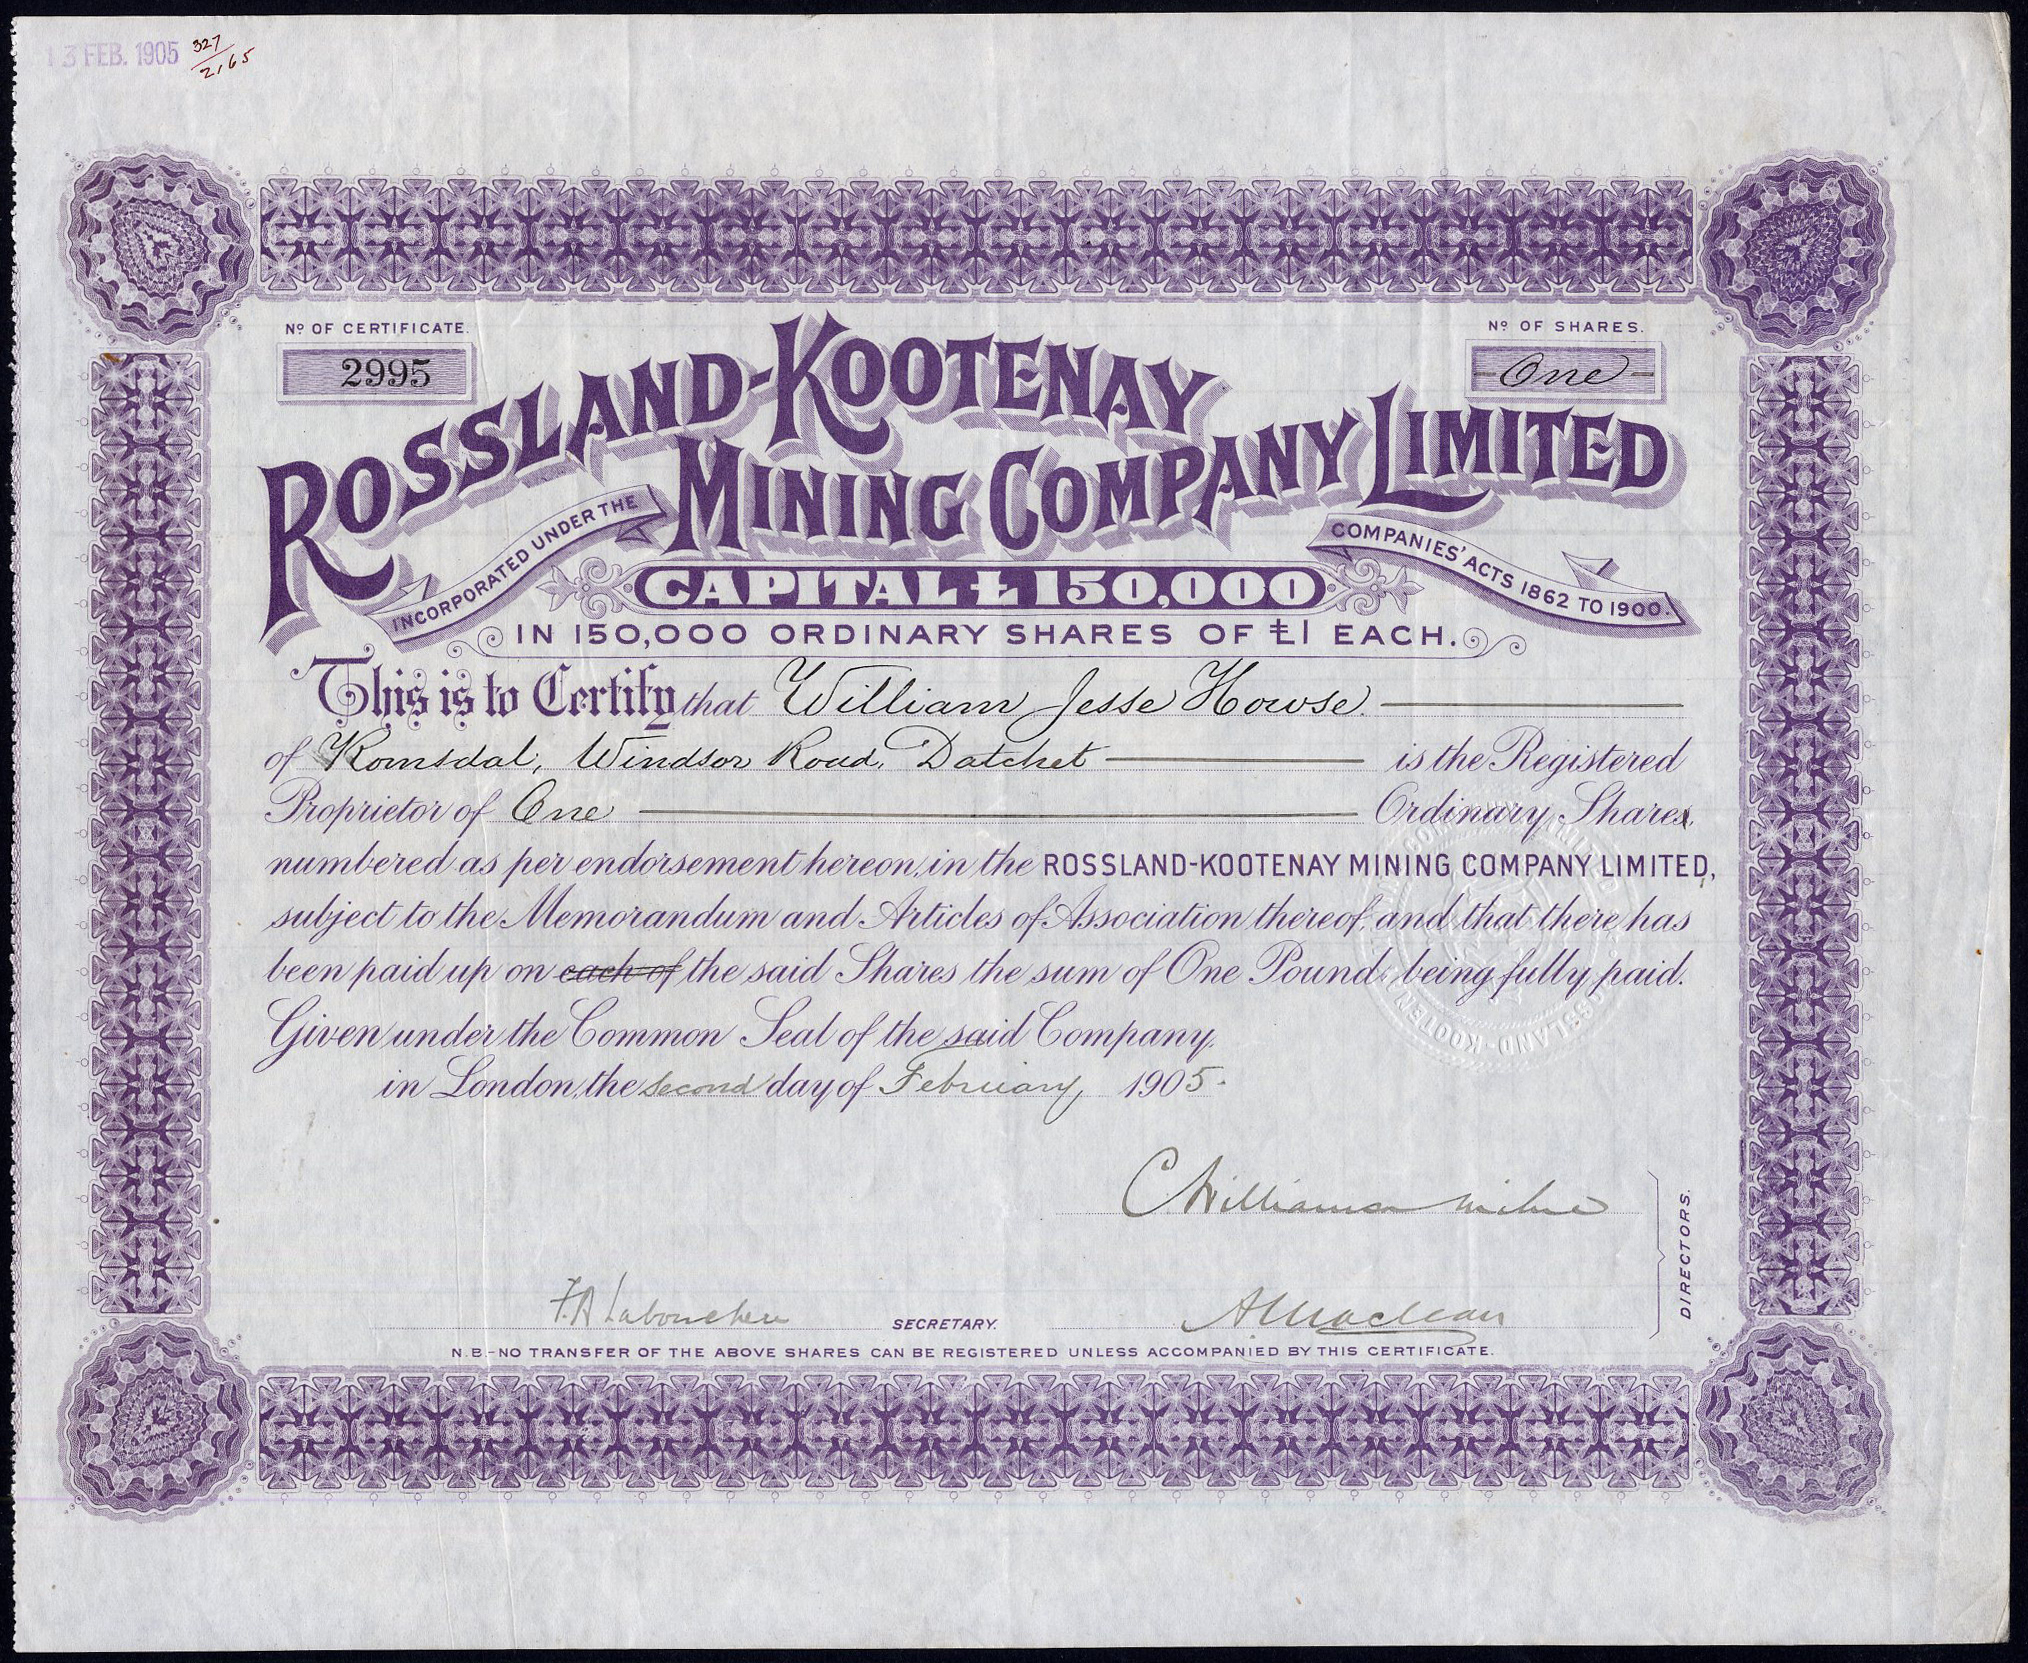 13 FEB. 1905 327/2165
Nº OF CERTIFICATE.
2995
Nº OF SHARES.
One
ROSSLAND-KOOTENAY
MINING COMPANY LIMITED
INCORPORATED UNDER THE
COMPANIES' ACTS 1862 TO 1900.
CAPITAL £150,000
IN 150,000 ORDINARY SHARES OF £1 EACH.
This is to Certify that William Jesse Howse
of Romsdal, Windsor Road, Datchet is the Registered
Proprietor of One Ordinary Shares,
numbered as per endorsement hereon, in the ROSSLAND-KOOTENAY MINING COMPANY LIMITED,
subject to the Memorandum and Articles of Association thereof, and that there has
been paid up on each of the said Shares the sum of One Pound being fully paid.
Given under the Common Seal of the said Company,
in London, the second day of February 1905.
C Williamson Milne
F.A Labouchere SECRETARY.
A Maclean
DIRECTORS.
N.B.-NO TRANSFER OF THE ABOVE SHARES CAN BE REGISTERED UNLESS ACCOMPANIED BY THIS CERTIFICATE.